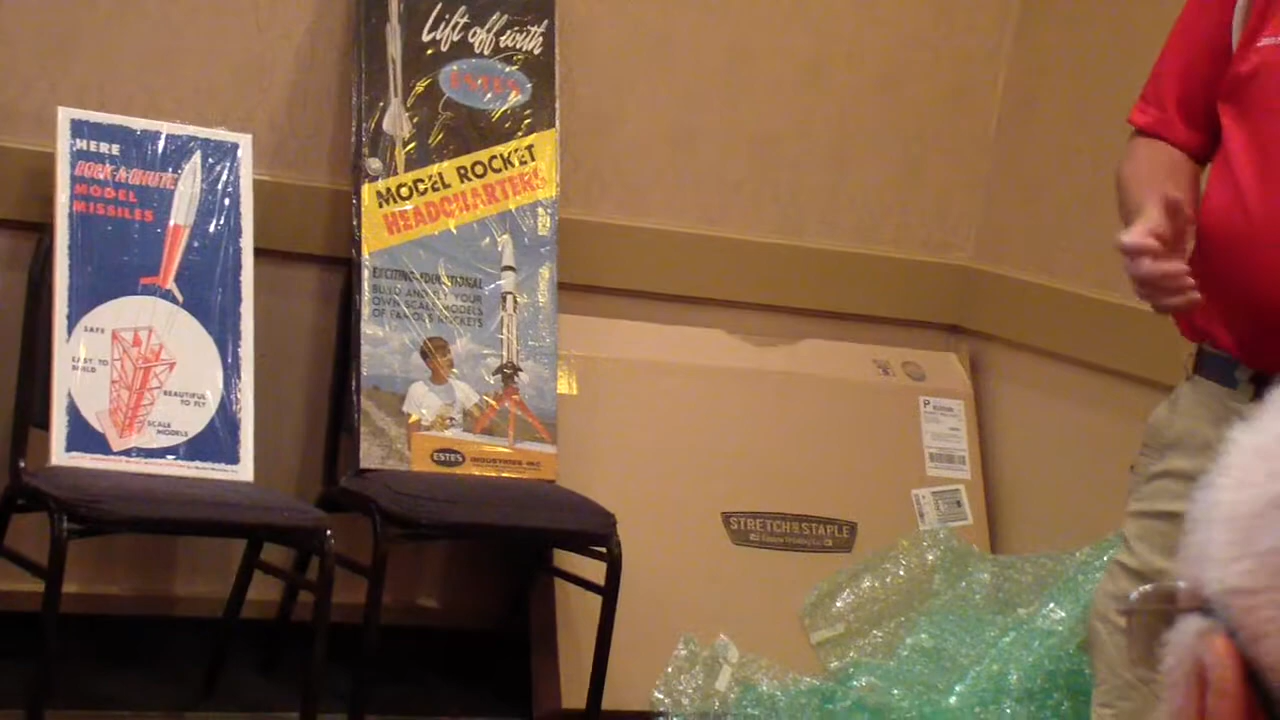 HERE
ROCK-A-CHUTE
MODEL
MISSILES
SAFE
EASY TO
BUILD
BEAUTIFUL
TO FLY
SCALE
MODELS
Lift off with
ESTES
MODEL ROCKET
HEADQUARTERS
EXCITING-EDUCATIONAL
BUILD AND FLY YOUR
OWN SCALE MODELS
OF FAMOUS ROCKETS
ESTES INDUSTRIES INC.
P
STRETCH AND STAPLE